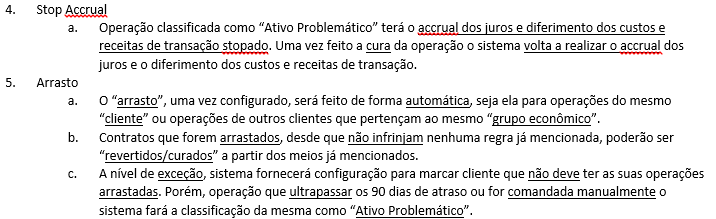 4. Stop Accrual
a. Operação classificada como “Ativo Problemático” terá o accrual dos juros e diferimento dos custos e
receitas de transação stopado. Uma vez feito a cura da operação o sistema volta a realizar o accrual dos
juros e o diferimento dos custos e receitas de transação.
5. Arrasto
a. O “arrasto”, uma vez configurado, será feito de forma automática, seja ela para operações do mesmo
“cliente” ou operações de outros clientes que pertençam ao mesmo “grupo econômico”.
b. Contratos que forem arrastados, desde que não infrinjam nenhuma regra já mencionada, poderão ser
“revertidos/curados” a partir dos meios já mencionados.
c. A nível de exceção, sistema fornecerá configuração para marcar cliente que não deve ter as suas operações
arrastadas. Porém, operação que ultrapassar os 90 dias de atraso ou for comandada manualmente o
sistema fará a classificação da mesma como “Ativo Problemático”.